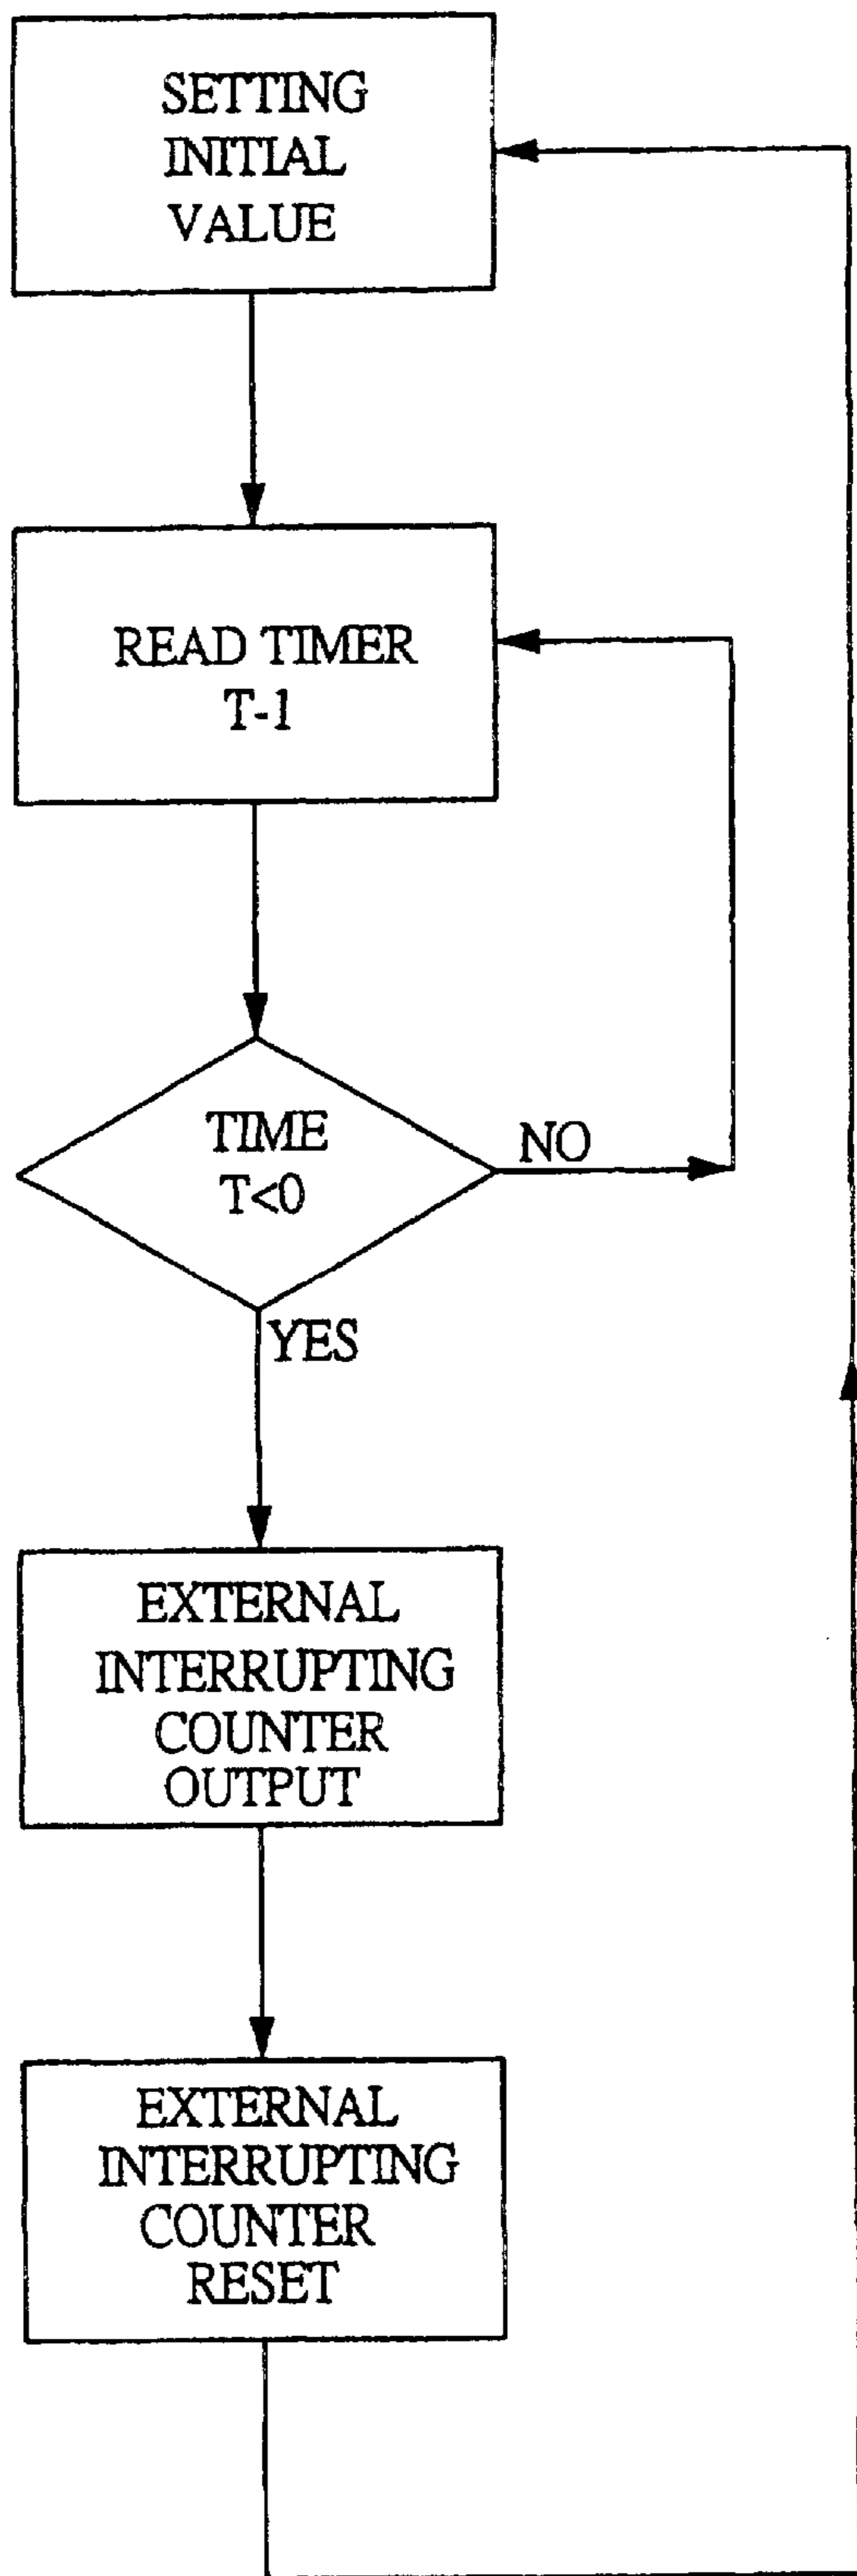 SETTING
INITIAL
VALUE
READ TIMER
T-1
TIME
T<0
NO
YES
EXTERNAL
INTERRUPTING
COUNTER
OUTPUT
EXTERNAL
INTERRUPTING
COUNTER
RESET